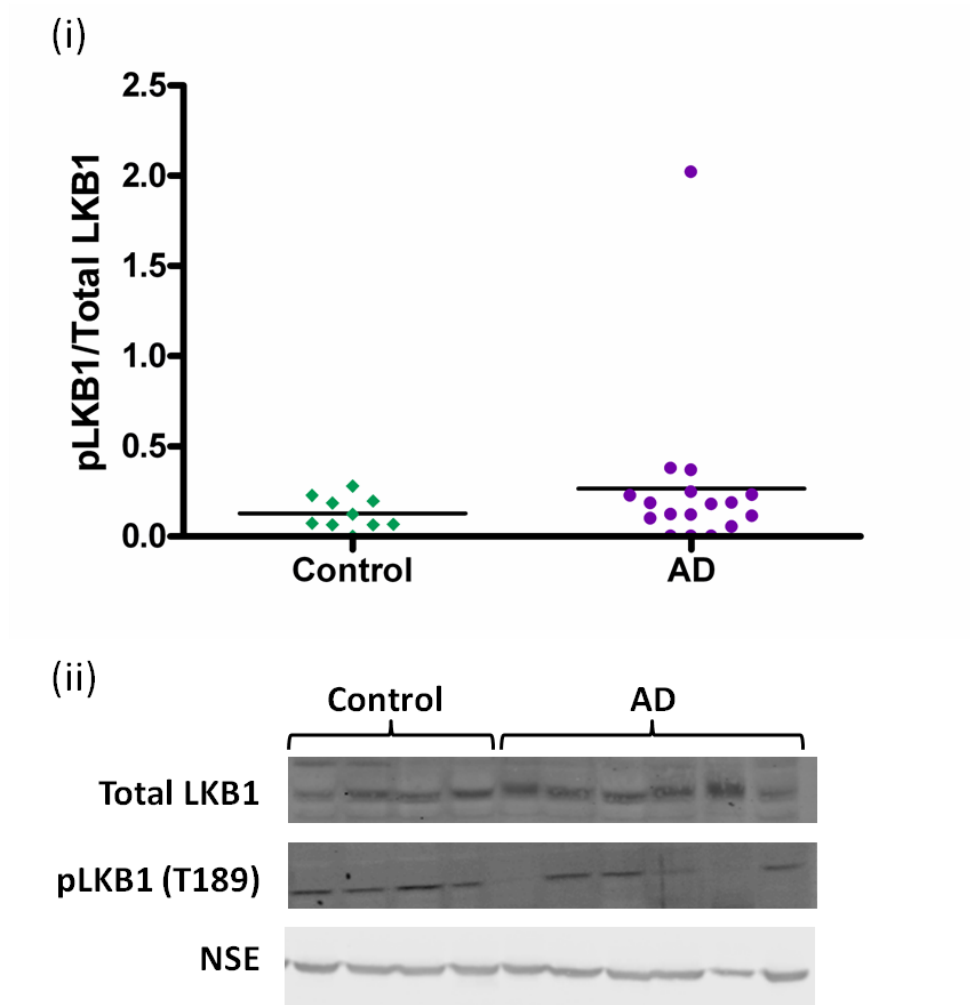 (i)
pLKB1/Total LKB1
2.5
2.0
1.5
1.0
0.5
0.0
Control AD
(ii)
Control AD
Total LKB1
pLKB1 (T189)
NSE